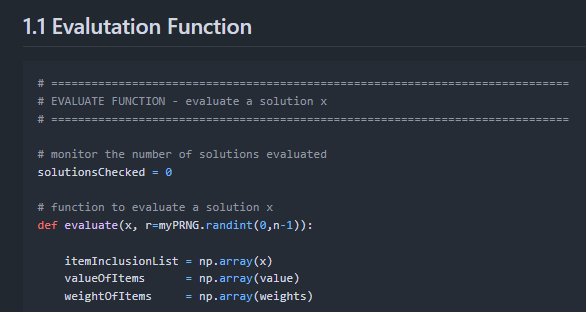 1.1 Evalutation Function
# =============================================================================
# EVALUATE FUNCTION - evaluate a solution x
# =============================================================================
# monitor the number of solutions evaluated
solutionsChecked = 0
# function to evaluate a solution x
def evaluate(x, r=myPRNG.randint(0,n-1)):
    itemInclusionList = np.array(x)
    valueOfItems      = np.array(value)
    weightOfItems     = np.array(weights)